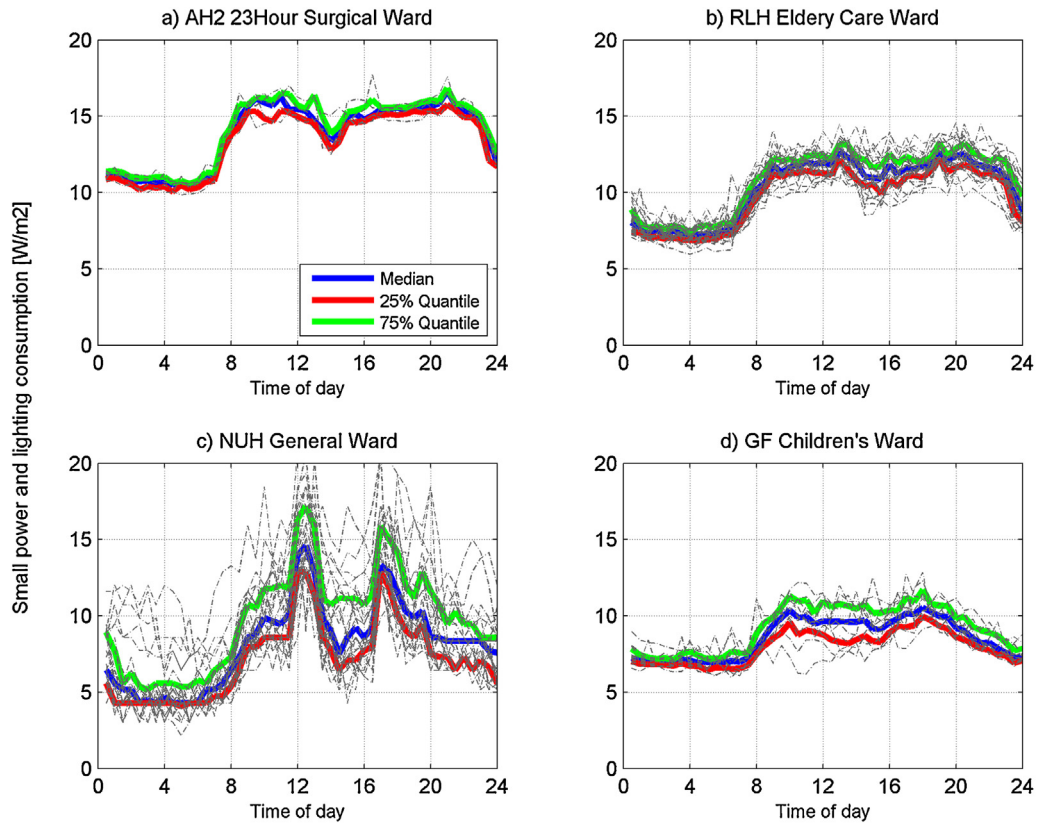 a) AH2 23Hour Surgical Ward
b) RLH Eldery Care Ward
20
15
10
5
0
0 4 8 12 16 20 24
Time of day
Median
25% Quantile
75% Quantile
20
15
10
5
0
0 4 8 12 16 20 24
Time of day
Small power and lighting consumption [W/m2]
c) NUH General Ward
d) GF Children's Ward
20
15
10
5
0
0 4 8 12 16 20 24
Time of day
20
15
10
5
0
0 4 8 12 16 20 24
Time of day